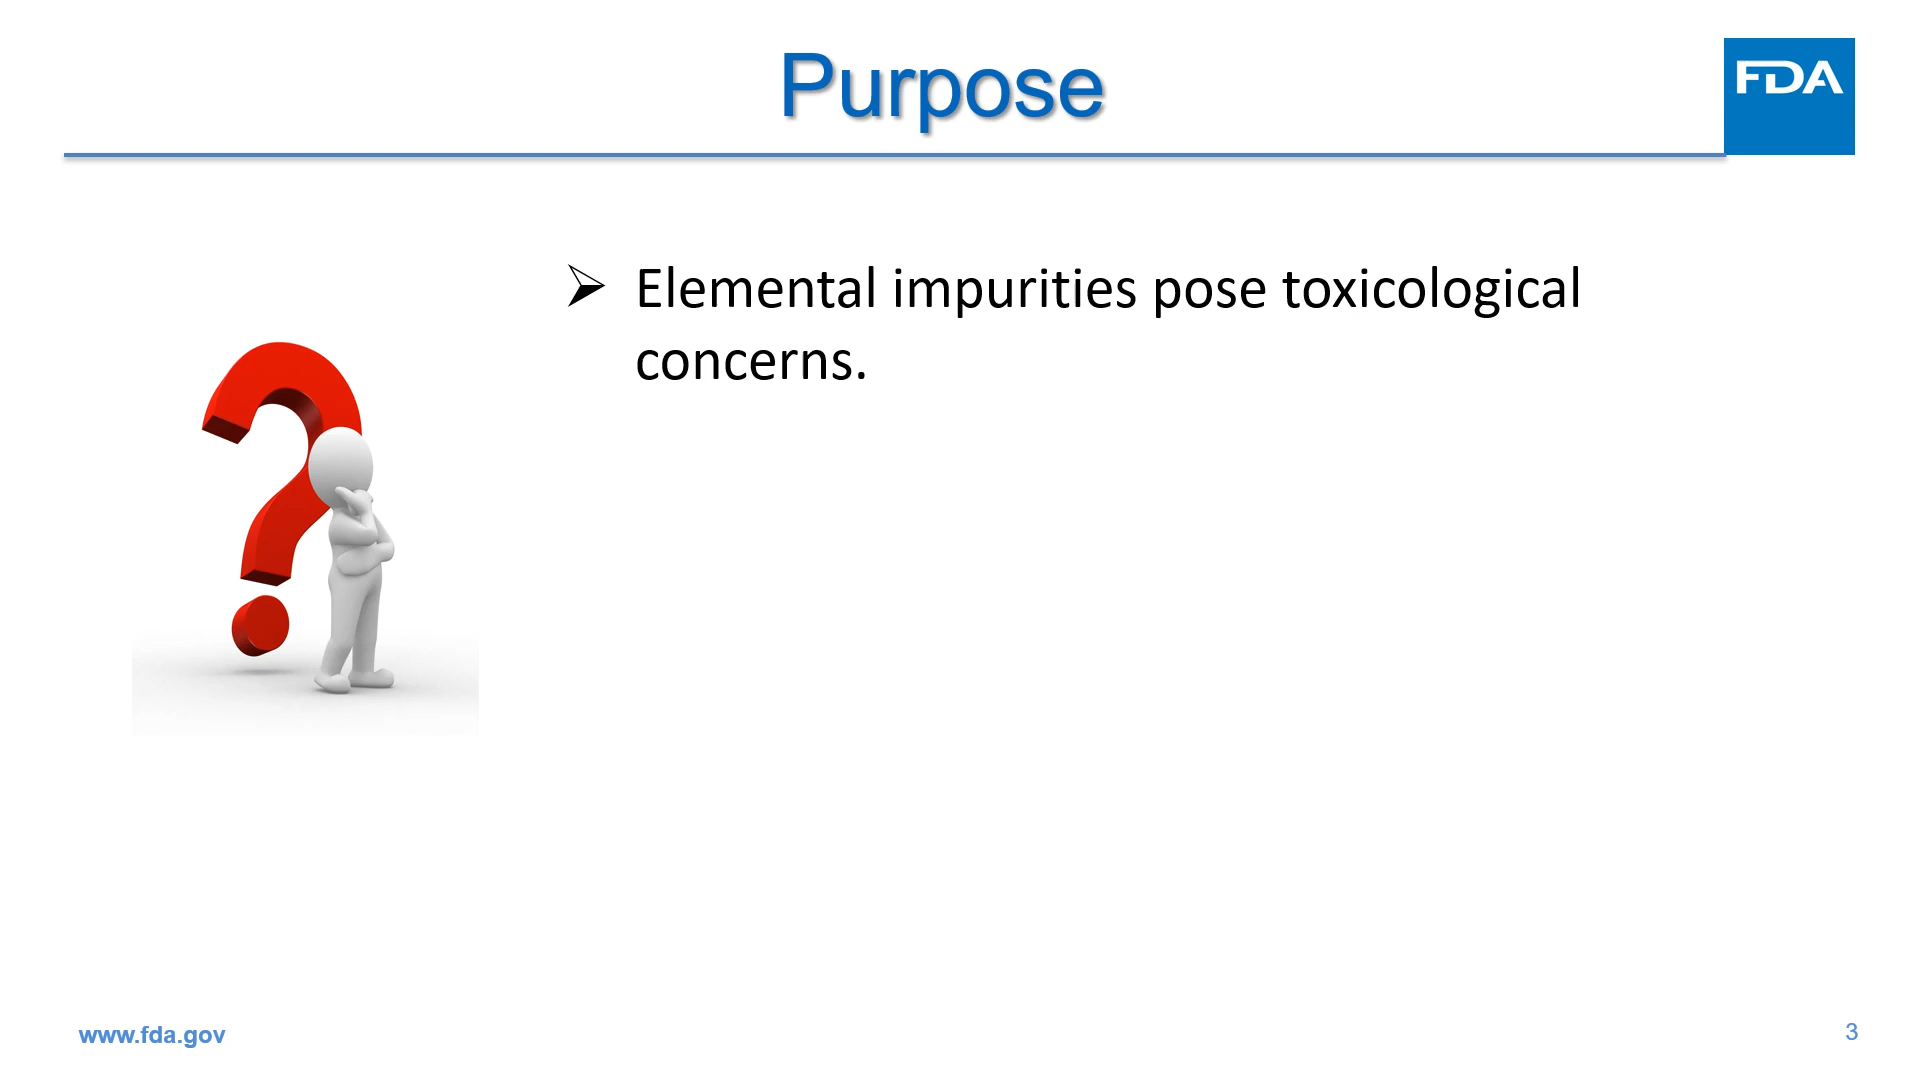 Purpose
FDA
➢ Elemental impurities pose toxicological
concerns.
www.fda.gov
3